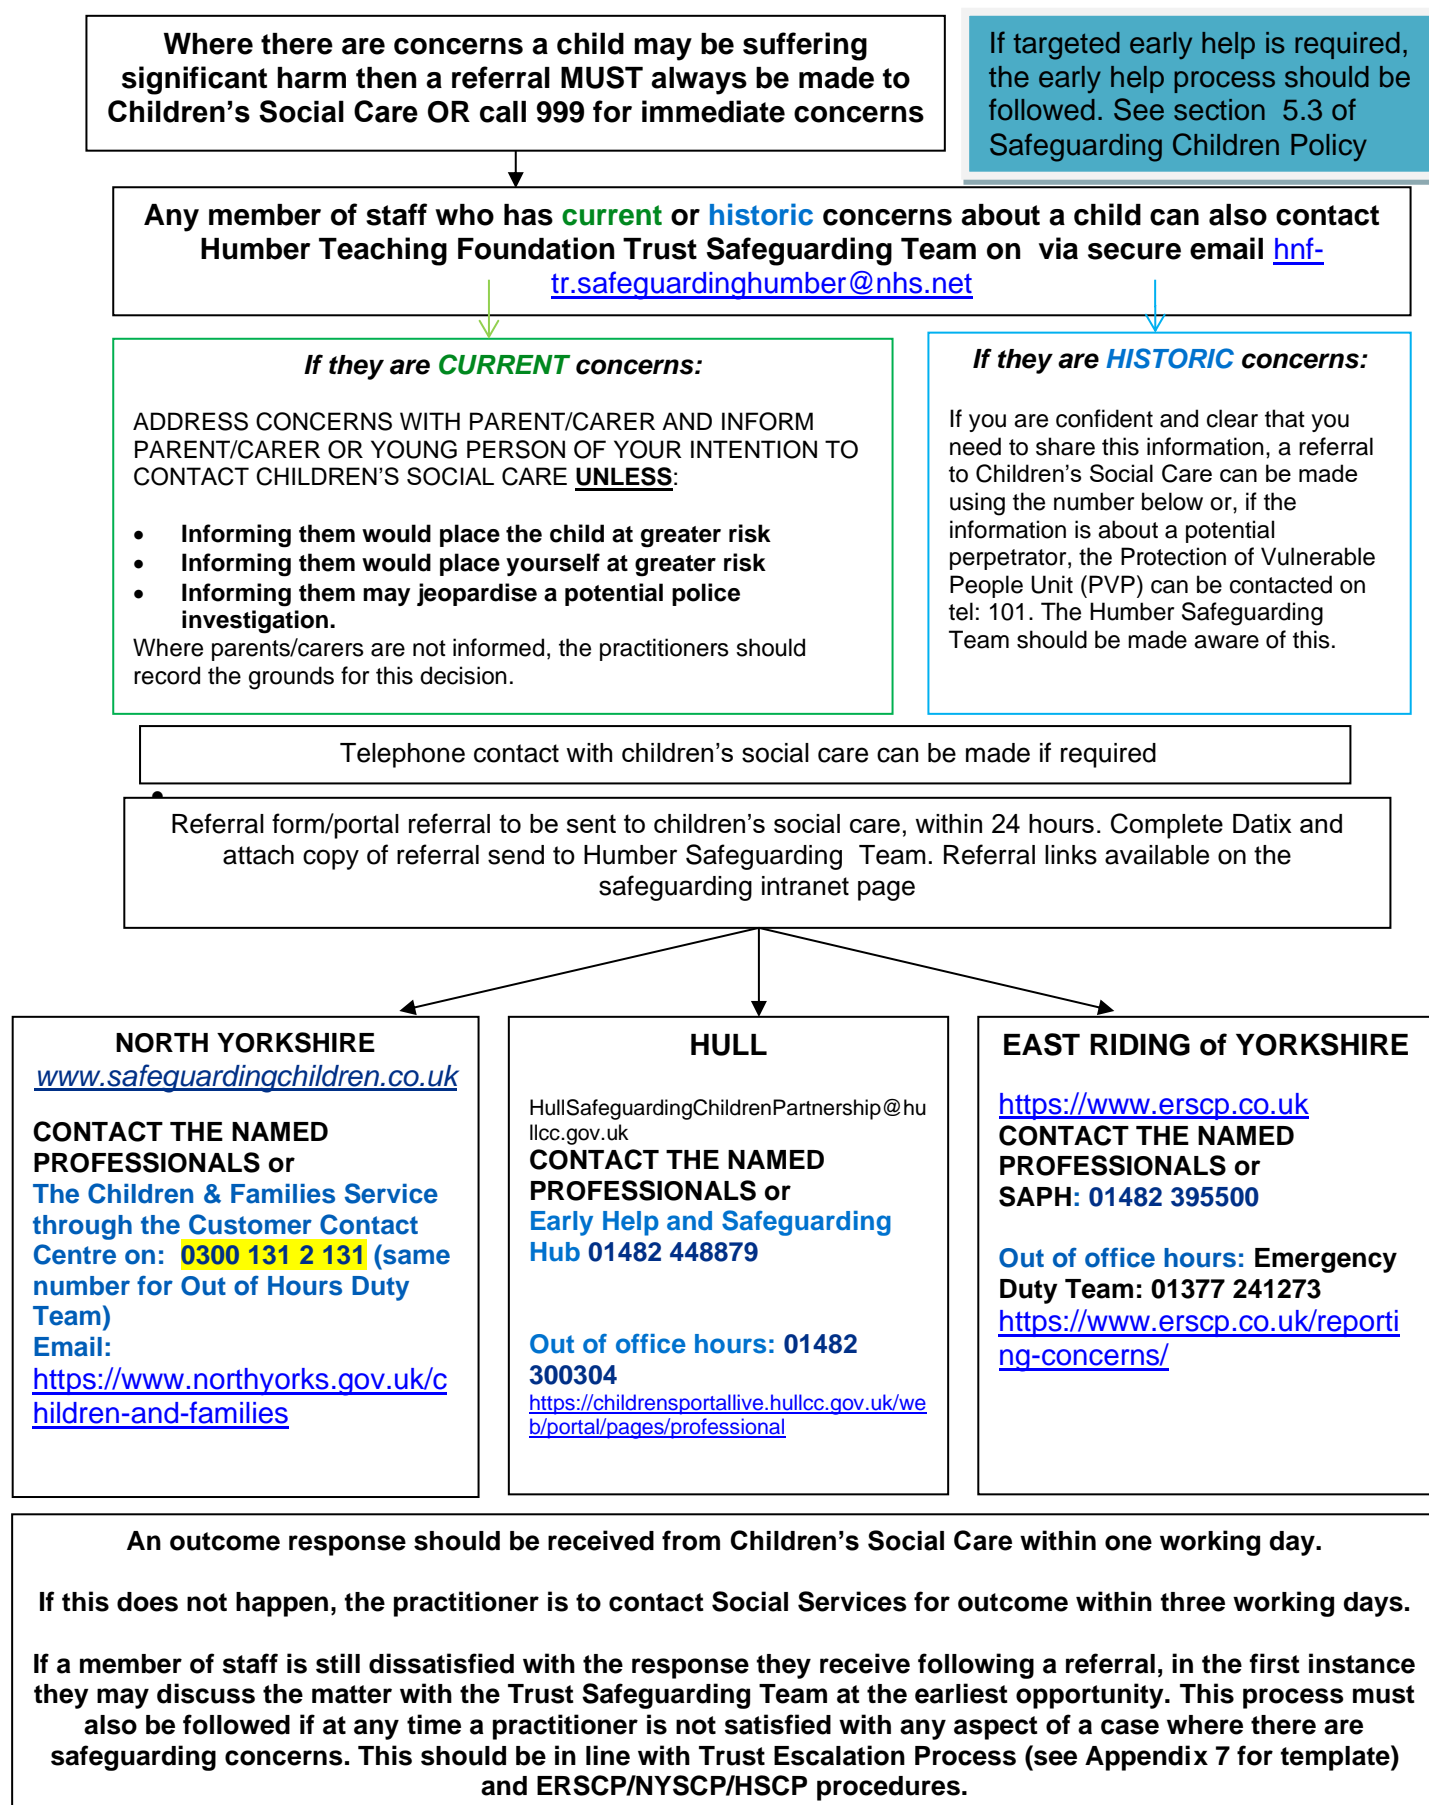 Where there are concerns a child may be suffering
significant harm then a referral MUST always be made to
Children’s Social Care OR call 999 for immediate concerns
If targeted early help is required,
the early help process should be
followed. See section  5.3 of
Safeguarding Children Policy
Any member of staff who has current or historic concerns about a child can also contact
Humber Teaching Foundation Trust Safeguarding Team on  via secure email hnf-
tr.safeguardinghumber@nhs.net
If they are CURRENT concerns:
ADDRESS CONCERNS WITH PARENT/CARER AND INFORM
PARENT/CARER OR YOUNG PERSON OF YOUR INTENTION TO
CONTACT CHILDREN’S SOCIAL CARE UNLESS:
• Informing them would place the child at greater risk
• Informing them would place yourself at greater risk
• Informing them may jeopardise a potential police
investigation.
Where parents/carers are not informed, the practitioners should
record the grounds for this decision.
If they are HISTORIC concerns:
If you are confident and clear that you
need to share this information, a referral
to Children’s Social Care can be made
using the number below or, if the
information is about a potential
perpetrator, the Protection of Vulnerable
People Unit (PVP) can be contacted on
tel: 101. The Humber Safeguarding
Team should be made aware of this.
Telephone contact with children’s social care can be made if required
•
Referral form/portal referral to be sent to children’s social care, within 24 hours. Complete Datix and
attach copy of referral send to Humber Safeguarding  Team. Referral links available on the
safeguarding intranet page
NORTH YORKSHIRE
www.safeguardingchildren.co.uk
CONTACT THE NAMED
PROFESSIONALS or
The Children & Families Service
through the Customer Contact
Centre on:  0300 131 2 131 (same
number for Out of Hours Duty
Team)
Email:
https://www.northyorks.gov.uk/c
hildren-and-families
HULL
HullSafeguardingChildrenPartnership@hu
llcc.gov.uk
CONTACT THE NAMED
PROFESSIONALS or
Early Help and Safeguarding
Hub 01482 448879
Out of office hours: 01482
300304
https://childrensportallive.hullcc.gov.uk/we
b/portal/pages/professional
EAST RIDING of YORKSHIRE
https://www.erscp.co.uk
CONTACT THE NAMED
PROFESSIONALS or
SAPH: 01482 395500
Out of office hours: Emergency
Duty Team: 01377 241273
https://www.erscp.co.uk/reporti
ng-concerns/
An outcome response should be received from Children’s Social Care within one working day.
If this does not happen, the practitioner is to contact Social Services for outcome within three working days.
If a member of staff is still dissatisfied with the response they receive following a referral, in the first instance
they may discuss the matter with the Trust Safeguarding Team at the earliest opportunity. This process must
also be followed if at any time a practitioner is not satisfied with any aspect of a case where there are
safeguarding concerns. This should be in line with Trust Escalation Process (see Appendix 7 for template)
and ERSCP/NYSCP/HSCP procedures.